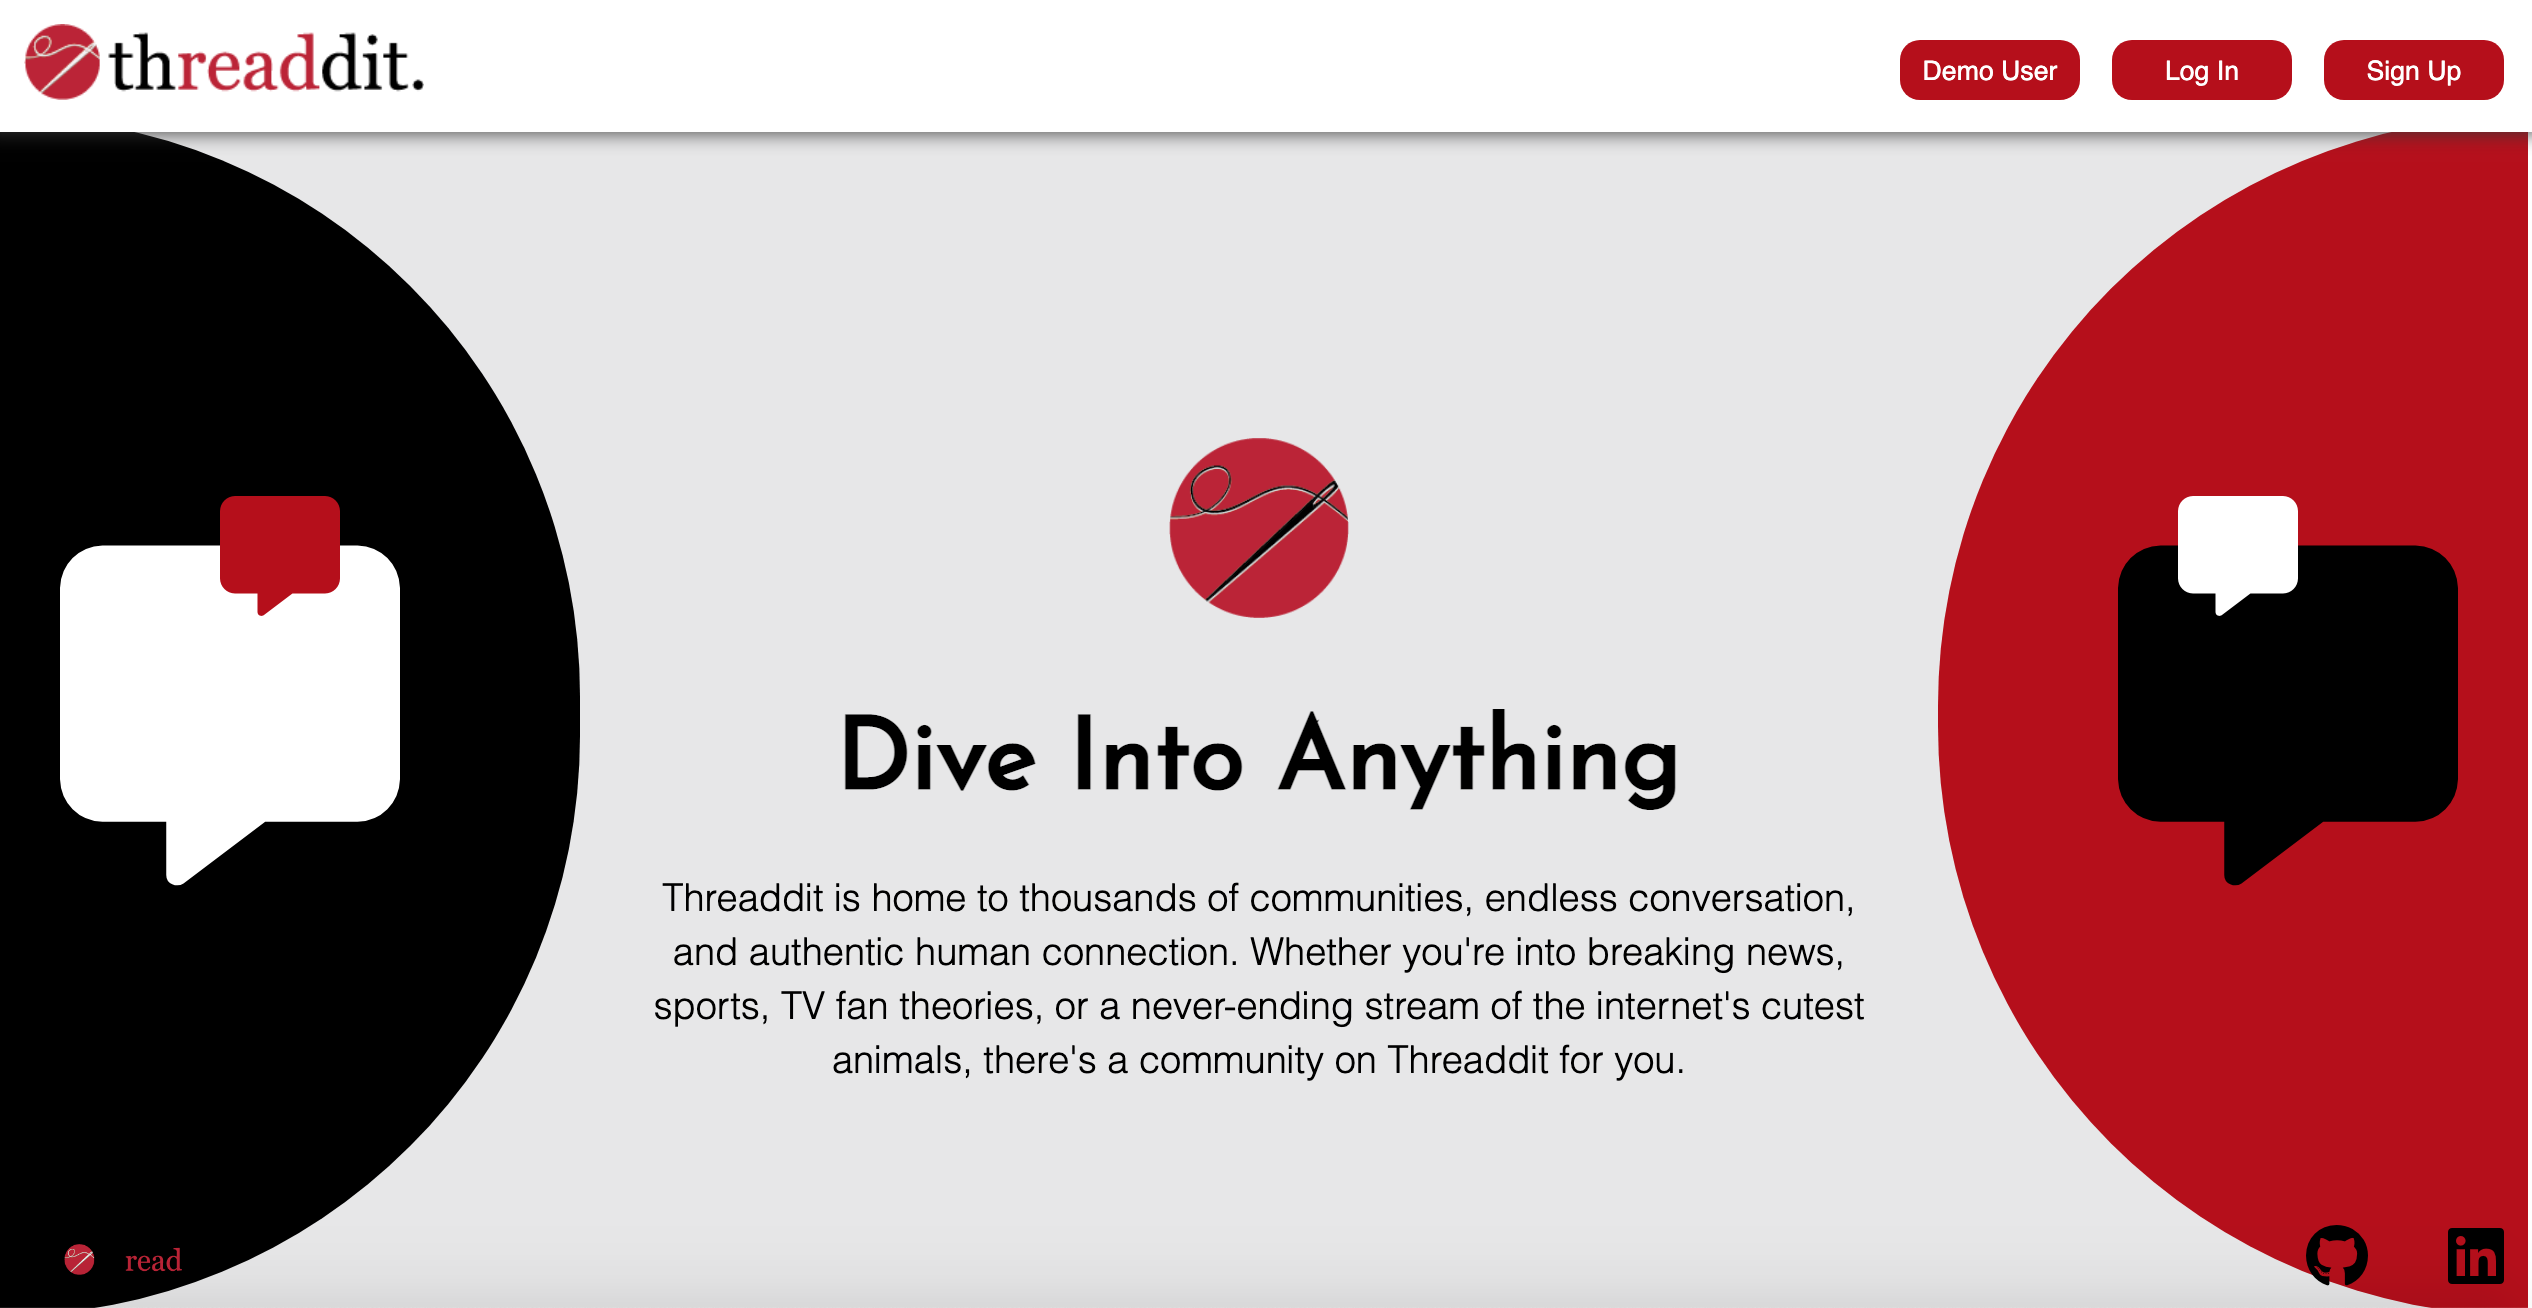 threaddit.
Demo User
Log In
Sign Up
Dive Into Anything
Threaddit is home to thousands of communities, endless conversation,
and authentic human connection. Whether you're into breaking news,
sports, TV fan theories, or a never-ending stream of the internet's cutest
animals, there's a community on Threaddit for you.
read
in